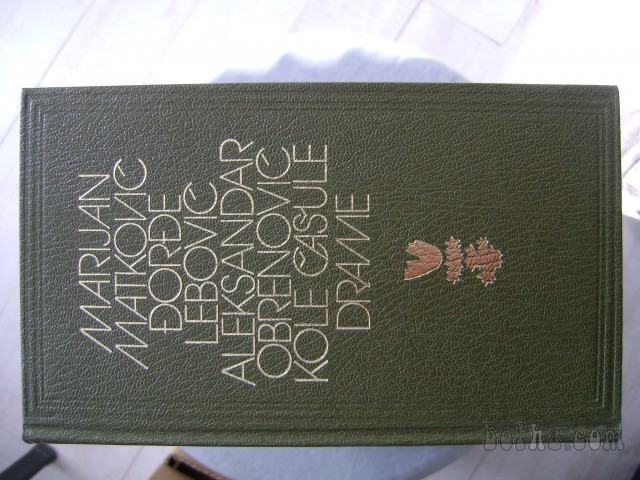 MARIJAN
MATKOVIĆ
ĐORĐE
LEBOVIĆ
ALEKSANDAR
OBRENOVIĆ
KOLE ČAŠULE
DRAME
bolha.com